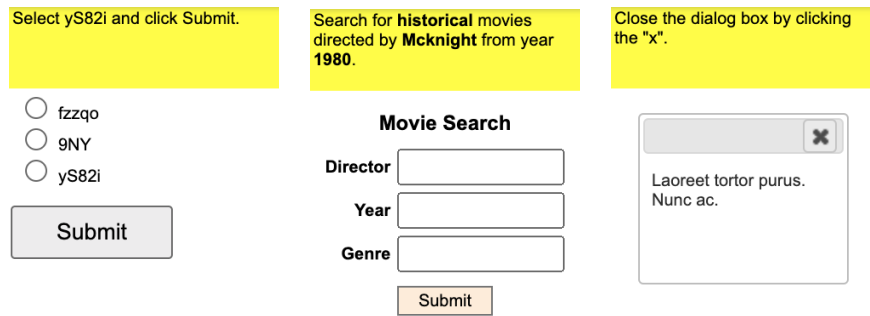 Select yS82i and click Submit.
fzzqo
9NY
yS82i
Submit
Search for historical movies
directed by Mcknight from year
1980.
Movie Search
Director
Year
Genre
Submit
Close the dialog box by clicking
the "x".
Laoreet tortor purus.
Nunc ac.